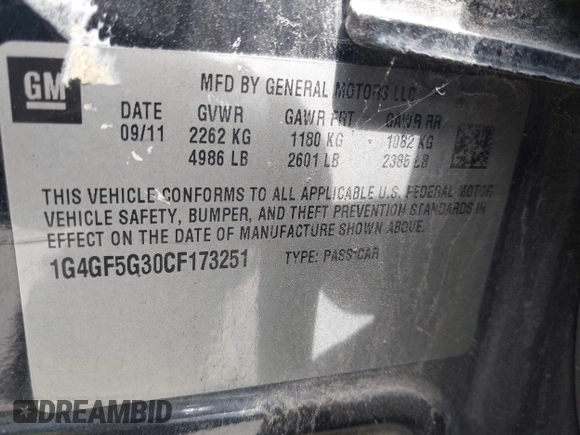 GM
MFD BY GENERAL MOTORS LLC
DATE GVWR GAWR FRT GAWR RR
09/11 2262 KG 1180 KG 1082 KG
4986 LB 2601 LB 2386 LB
THIS VEHICLE CONFORMS TO ALL APPLICABLE U.S. FEDERAL MOTOR
VEHICLE SAFETY, BUMPER, AND THEFT PREVENTION STANDARDS IN
EFFECT ON THE DATE OF MANUFACTURE SHOWN ABOVE.
1G4GF5G30CF173251 TYPE: PASS CAR
DREAMBID